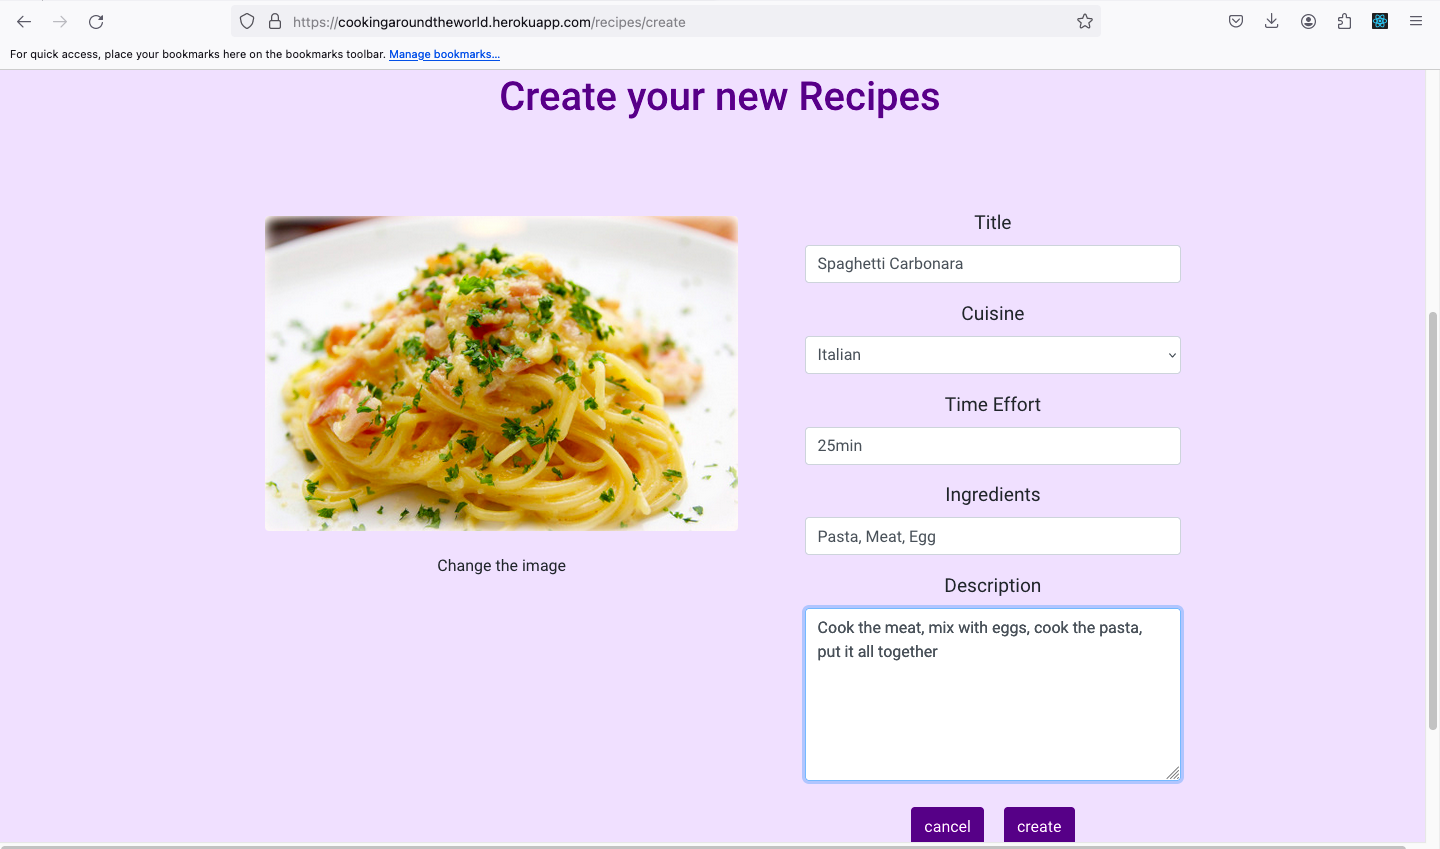 https://cookingaroundtheworld.herokuapp.com/recipes/create
For quick access, place your bookmarks here on the bookmarks toolbar. Manage bookmarks...
Create your new Recipes
Title
Spaghetti Carbonara
Cuisine
Italian
Time Effort
25min
Ingredients
Pasta, Meat, Egg
Change the image
Description
Cook the meat, mix with eggs, cook the pasta,
put it all together
cancel create